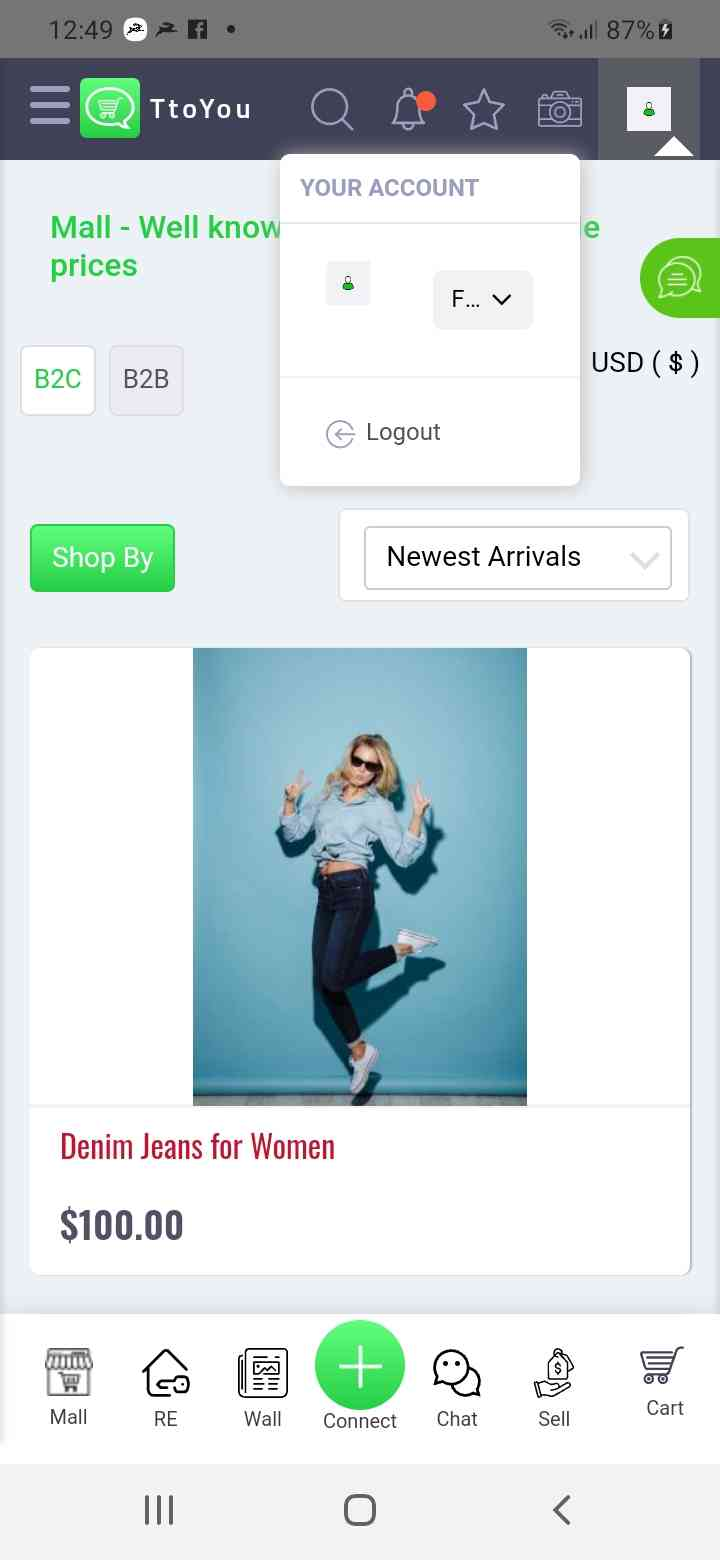 12:49
87%
TtoYou
YOUR ACCOUNT
Mall - Well know
e
prices
F...
B2C
B2B
USD ( $ )
Logout
Shop By
Newest Arrivals
Denim Jeans for Women
$100.00
Mall
RE
Wall
Connect
Chat
Sell
Cart